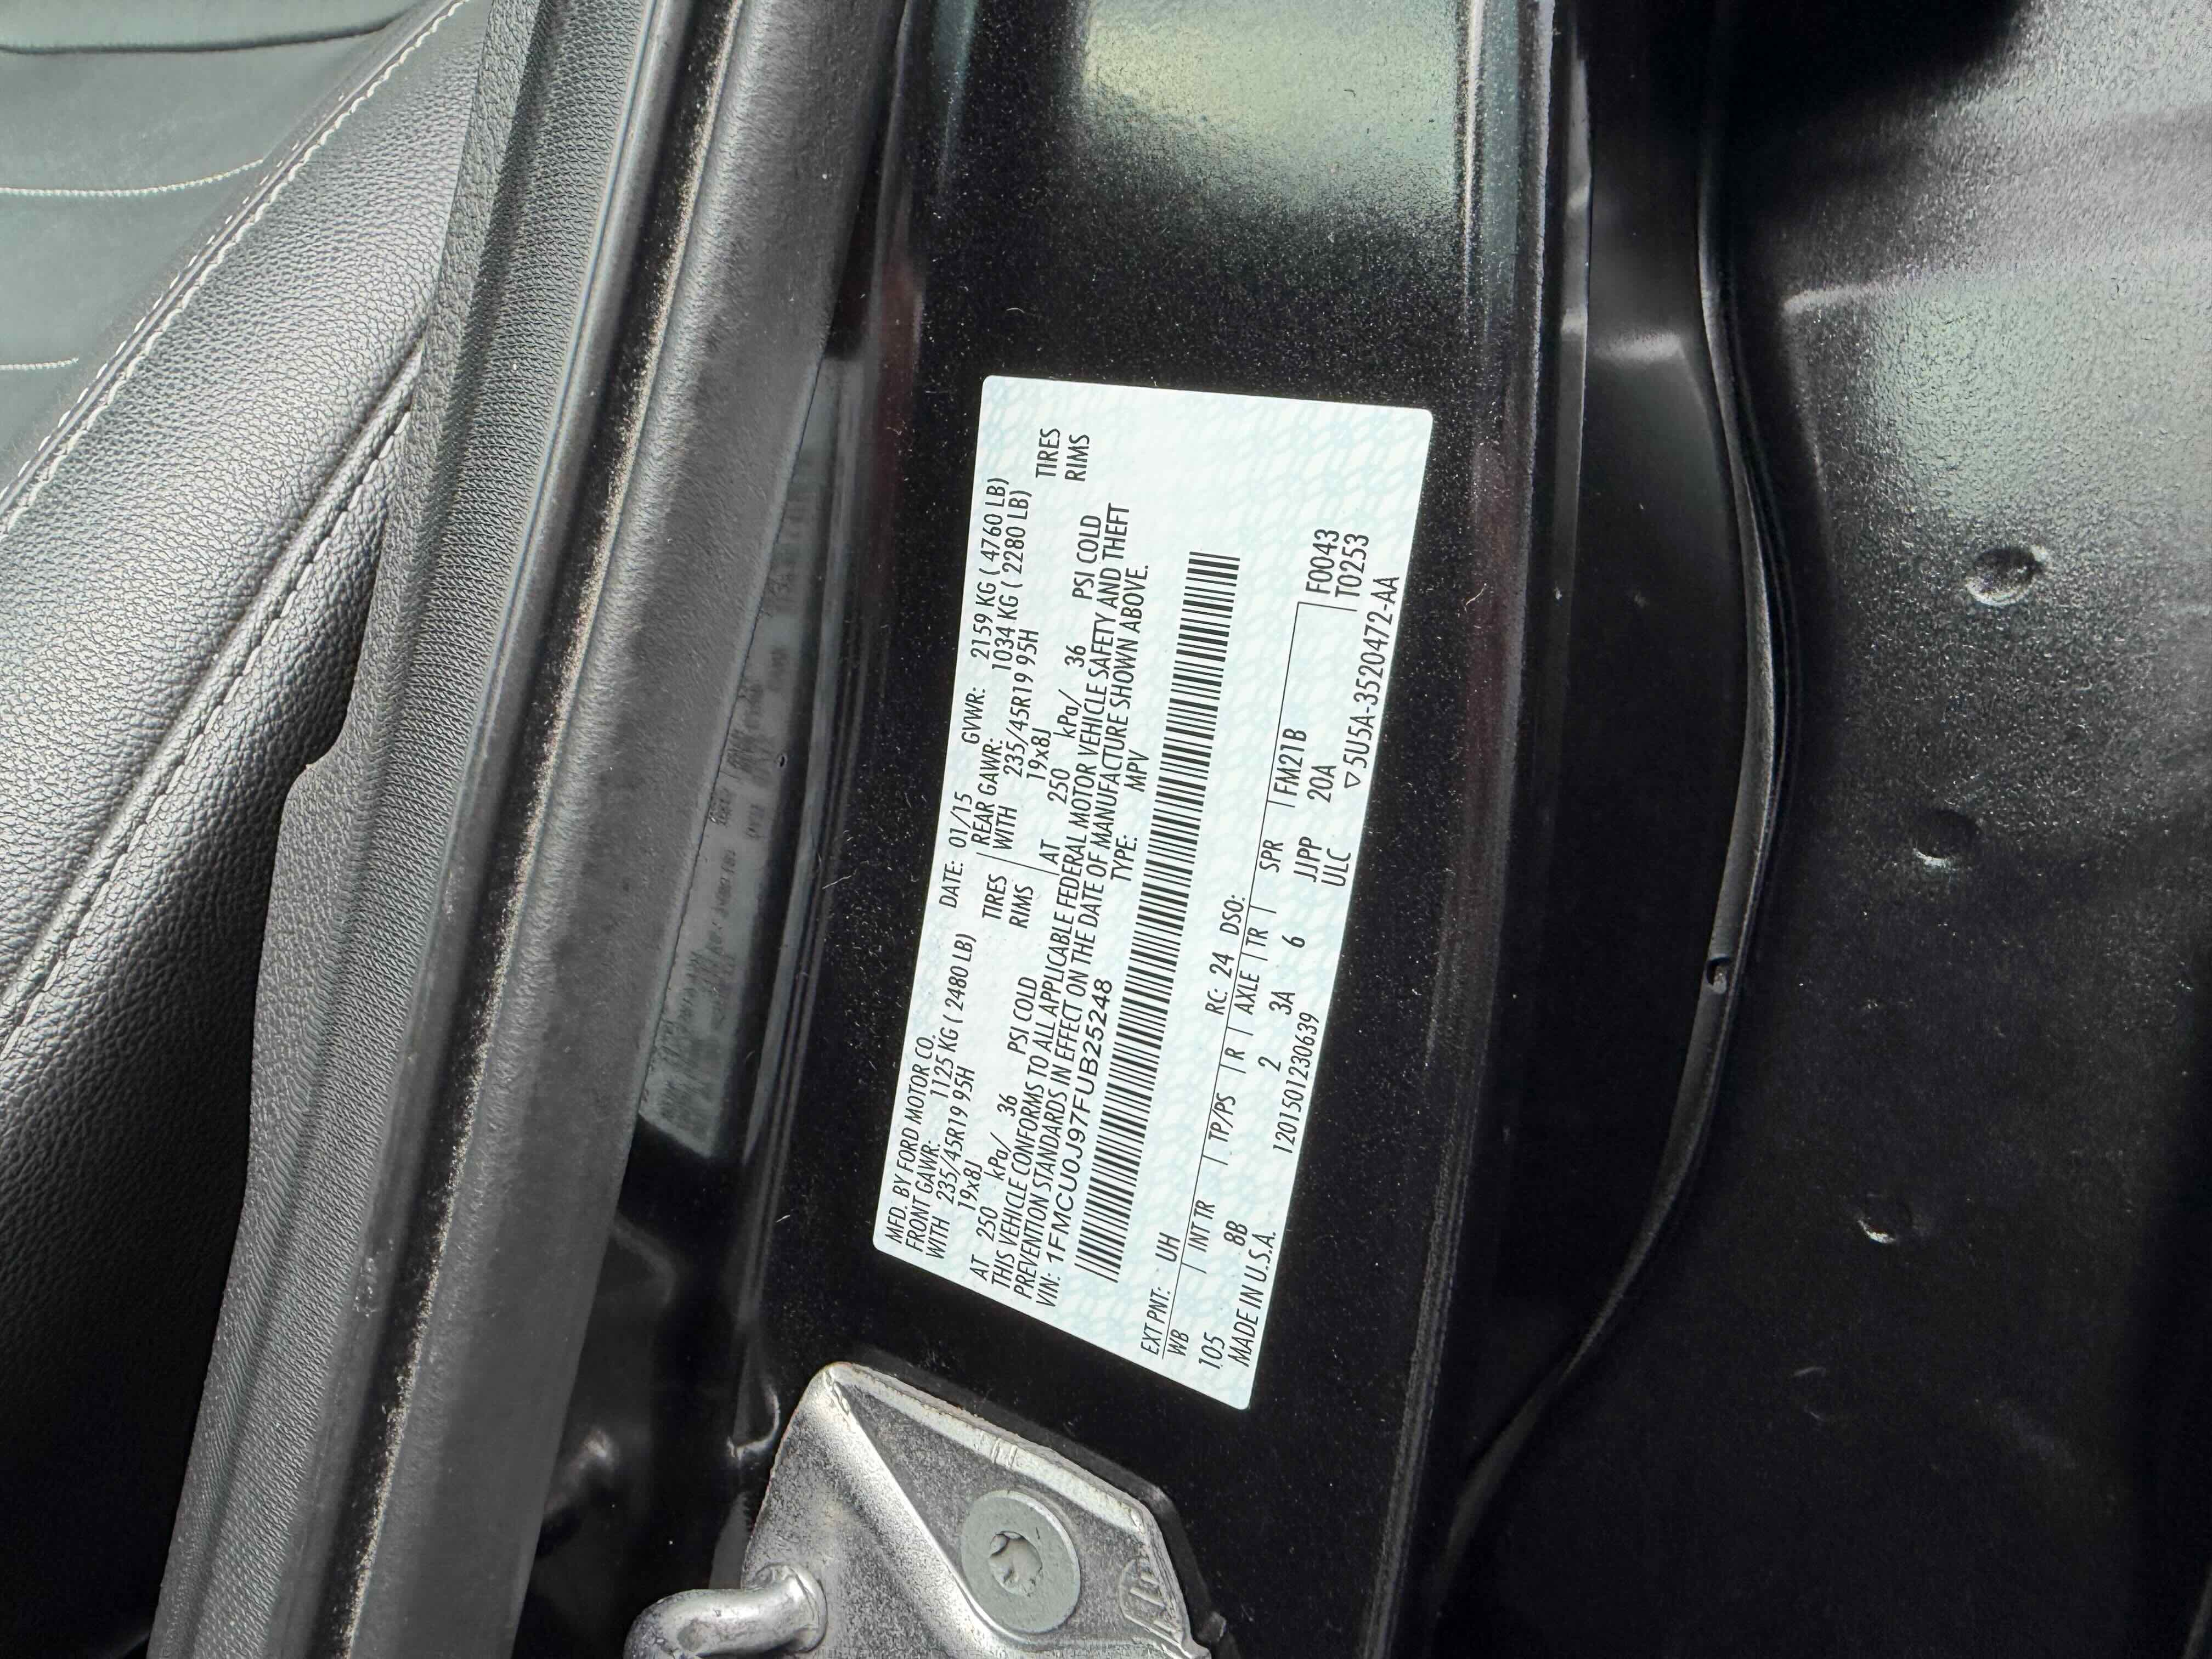 MFD. BY FORD MOTOR CO. DATE: 01/15 GVWR: 2159 KG ( 4760 LB)
FRONT GAWR: 1125 KG ( 2480 LB) REAR GAWR: 1034 KG ( 2280 LB)
WITH 235/45R19 95H TIRES WITH 235/45R19 95H TIRES
19x8J RIMS 19x8J RIMS
AT 250 kPa/ 36 PSI COLD AT 250 kPa/ 36 PSI COLD
THIS VEHICLE CONFORMS TO ALL APPLICABLE FEDERAL MOTOR VEHICLE SAFETY AND THEFT
PREVENTION STANDARDS IN EFFECT ON THE DATE OF MANUFACTURE SHOWN ABOVE.
VIN: 1FMCU0J97FUB25248 TYPE: MPV
EXT PNT: UH RC: 24 DSO:
WB INT TR TP/PS R AXLE TR SPR FM21B F0043
105 8B 2 3A 6 JJPP 20A T0253
MADE IN U.S.A. 1201501230639 ULC ▽5U5A-3520472-AA